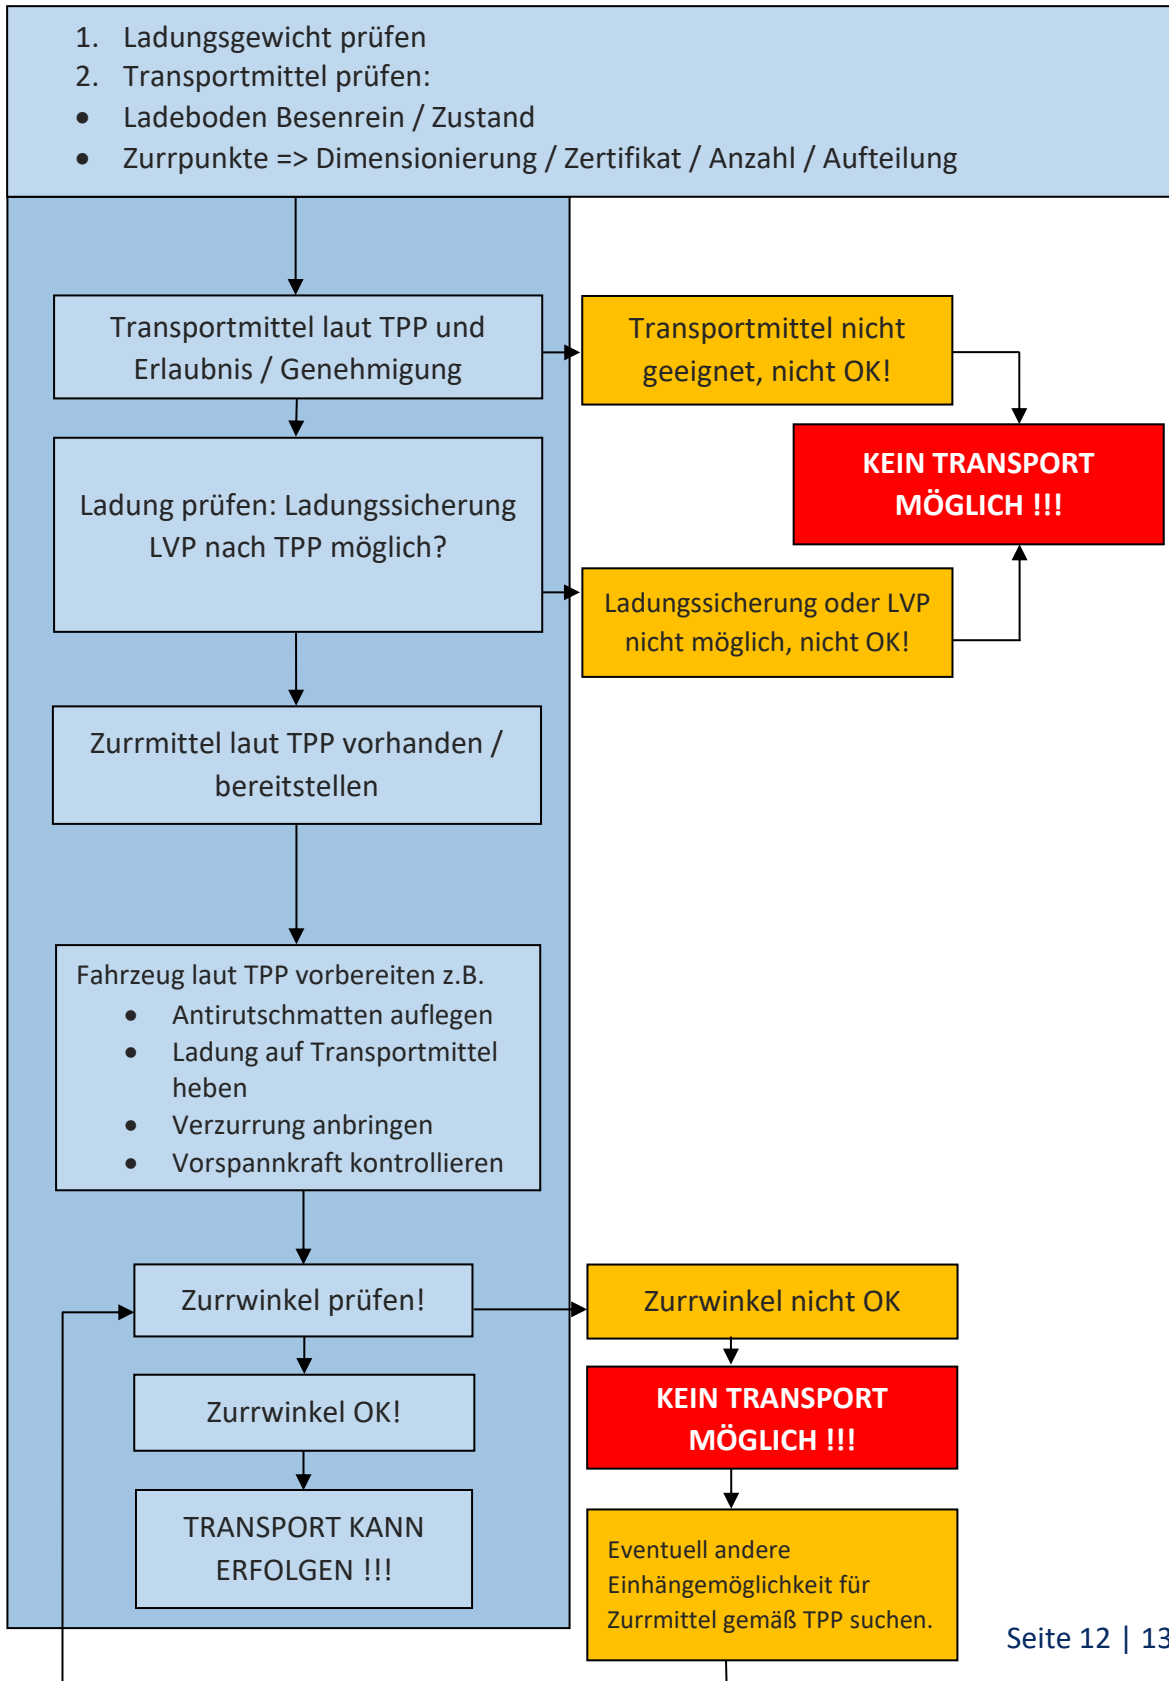 1. Ladungsgewicht prüfen
2. Transportmittel prüfen:
• Ladeboden Besenrein / Zustand
• Zurrpunkte => Dimensionierung / Zertifikat / Anzahl / Aufteilung
Transportmittel laut TPP und
Erlaubnis / Genehmigung
Transportmittel nicht
geeignet, nicht OK!
KEIN TRANSPORT
MÖGLICH !!!
Ladung prüfen: Ladungssicherung
LVP nach TPP möglich?
Ladungssicherung oder LVP
nicht möglich, nicht OK!
Zurrmittel laut TPP vorhanden /
bereitstellen
Fahrzeug laut TPP vorbereiten z.B.
• Antirutschmatten auflegen
• Ladung auf Transportmittel
heben
• Verzurrung anbringen
• Vorspannkraft kontrollieren
Zurrwinkel prüfen!
Zurrwinkel nicht OK
Zurrwinkel OK!
KEIN TRANSPORT
MÖGLICH !!!
TRANSPORT KANN
ERFOLGEN !!!
Eventuell andere
Einhängemöglichkeit für
Zurrmittel gemäß TPP suchen.
Seite 12 | 13